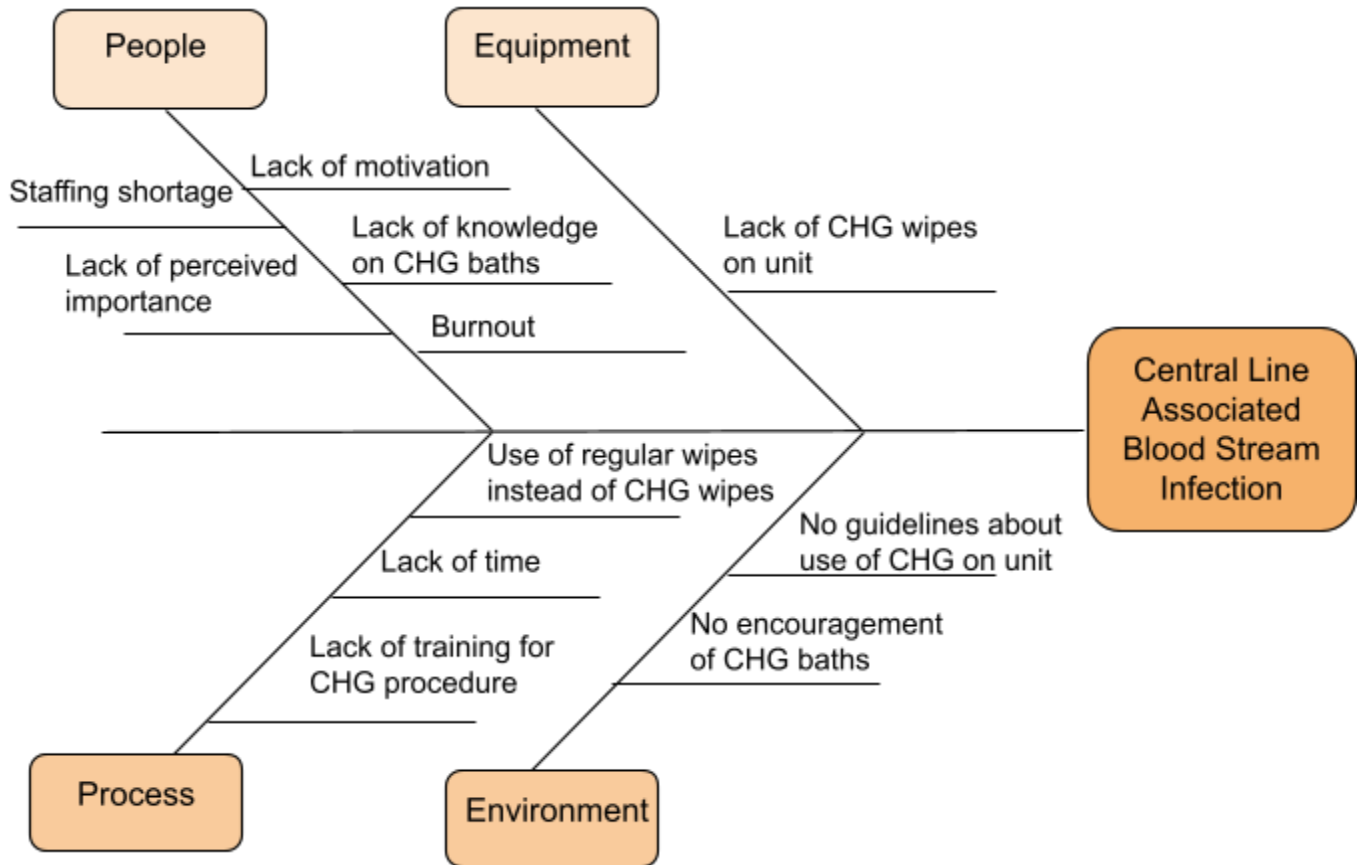 People
Equipment
Lack of motivation
Staffing shortage
Lack of knowledge
on CHG baths
Lack of CHG wipes
on unit
Lack of perceived
importance
Burnout
Central Line
Associated
Blood Stream
Infection
Use of regular wipes
instead of CHG wipes
No guidelines about
use of CHG on unit
Lack of time
No encouragement
of CHG baths
Lack of training for
CHG procedure
Process
Environment